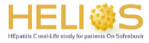 HELIOS
HEpatitis C real-Life study for patients On Sofosbuvir